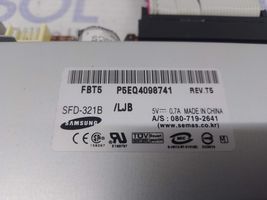 FBT5 P5EQ4098741 REV.T5
SFD-321B /LJB 5V 0.7A MADE IN CHINA
SAMSUNG A/S : 080-719-2641
www.semas.co.kr